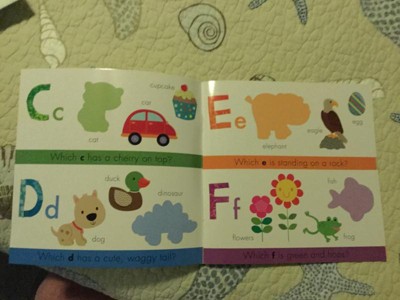 Cc
cat
car
cupcake
Which c has a cherry on top?
Dd
dog
duck
dinosaur
Which d has a cute, waggy tail?
Ee
elephant
eagle
egg
Which e is standing on a rock?
Ff
flowers
frog
fish
Which f is green and hops?